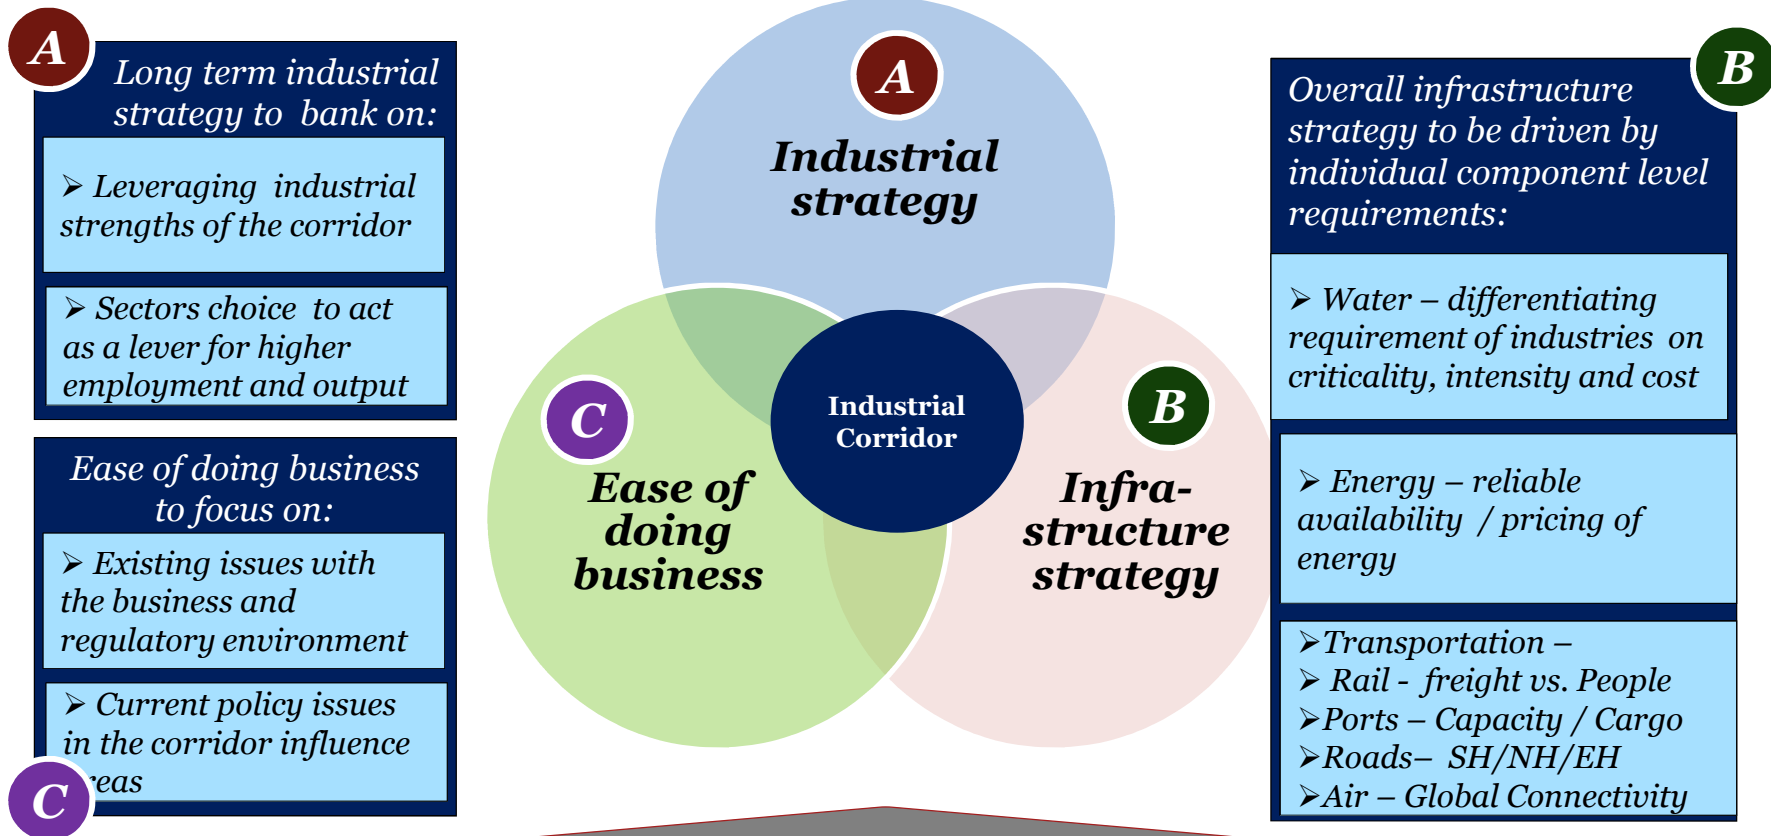 A
Long term industrial
strategy to bank on:
➢ Leveraging industrial
strengths of the corridor
➢ Sectors choice to act
as a lever for higher
employment and output
Ease of doing business
to focus on:
➢ Existing issues with
the business and
regulatory environment
➢ Current policy issues
in the corridor influence
reas
C
A
Industrial
strategy
Industrial
Corridor
C
Ease of
doing
business
B
Infra-
structure
strategy
B
Overall infrastructure
strategy to be driven by
individual component level
requirements:
➢ Water – differentiating
requirement of industries on
criticality, intensity and cost
➢ Energy – reliable
availability / pricing of
energy
➢Transportation –
➢ Rail - freight vs. People
➢Ports – Capacity / Cargo
➢Roads– SH/NH/EH
➢Air – Global Connectivity